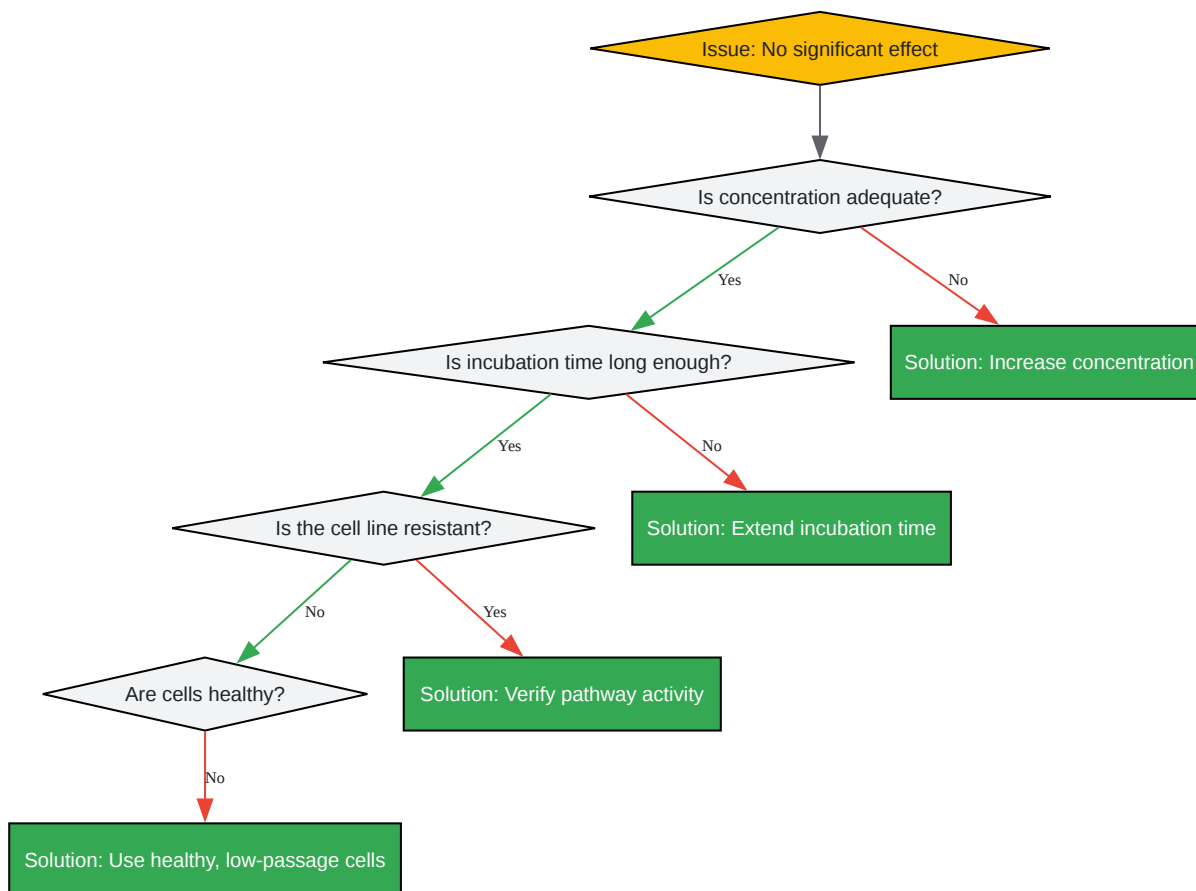 Issue: No significant effect
Is concentration adequate?
Yes
No
Is incubation time long enough?
Solution: Increase concentration
Yes
No
Is the cell line resistant?
Solution: Extend incubation time
No
Yes
Are cells healthy?
Solution: Verify pathway activity
No
Solution: Use healthy, low-passage cells